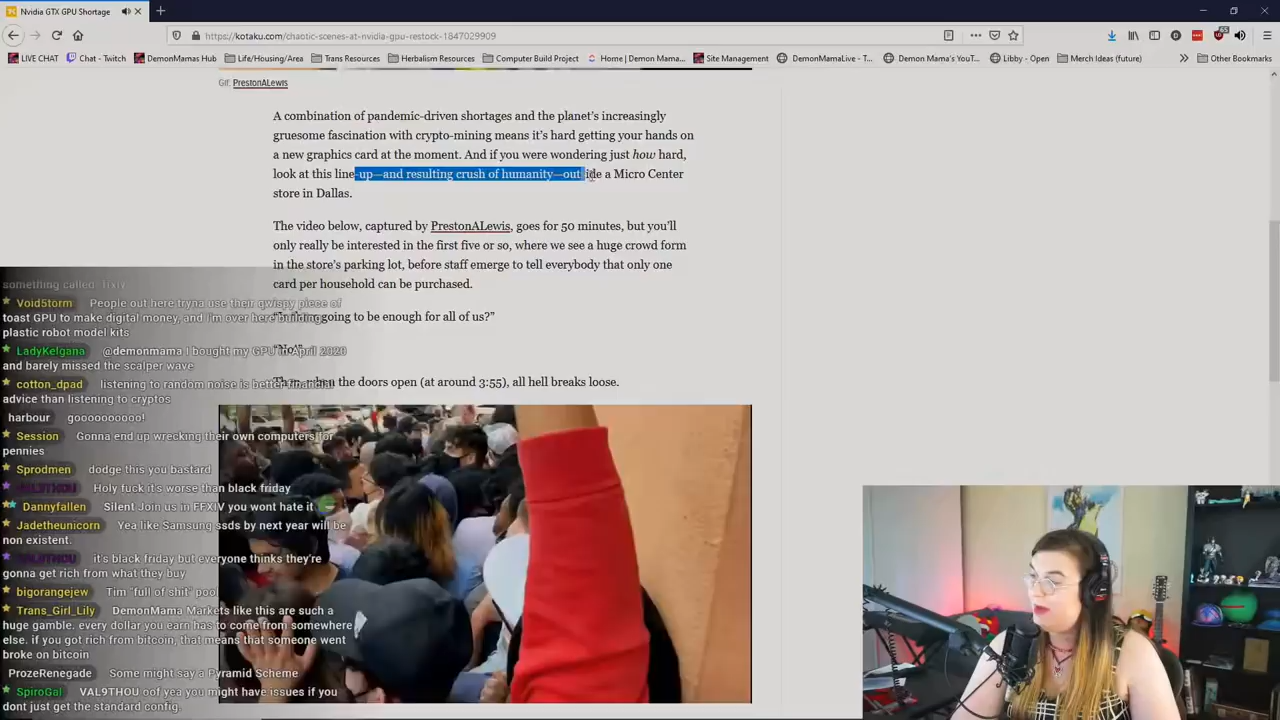 Nvidia GTX GPU Shortage
https://kotaku.com/chaotic-scenes-at-nvidia-gpu-restock-1847029909
LIVE CHAT
Chat - Twitch
DemonMamas Hub
Life/Housing/Area
Trans Resources
Herbalism Resources
Computer Build Project
Home | Demon Mama...
Site Management
DemonMamaLive - T...
Demon Mama's YouT...
Libby - Open
Merch Ideas (future)
Other Bookmarks
Gif: PrestonALewis
A combination of pandemic-driven shortages and the planet's increasingly
gruesome fascination with crypto-mining means it's hard getting your hands on
a new graphics card at the moment. And if you were wondering just how hard,
look at this line-up—and resulting crush of humanity—outside a Micro Center
store in Dallas.
The video below, captured by PrestonALewis, goes for 50 minutes, but you'll
only really be interested in the first five or so, where we see a huge crowd form
in the store's parking lot, before staff emerge to tell everybody that only one
card per household can be purchased.
going to be enough for all of us?"
"No"
the doors open (at around 3:55), all hell breaks loose.
something called
Void5torm People out here tryna use their qwispy piece of
toast GPU to make digital money, and I'm over here building
plastic robot model kits
LadyKelgana @demonmama I bought my GPU in April 2020
and barely missed the scalper wave
cotton_dpad listening to random noise is better financial
advice than listening to cryptos
harbour gooooooooo!
Session Gonna end up wrecking their own computers for
pennies
Sprodmen dodge this you bastard
VAL9THOU Holy fuck it's worse than black friday
Dannyfallen Silent Join us in FFXIV you wont hate it
Jadetheunicorn Yea like Samsung ssds by next year will be
non existent.
VAL9THOU it's black friday but everyone thinks they're
gonna get rich from what they buy
bigorangejew Tim "full of shit" pool
Trans_Girl_Lily DemonMama Markets like this are such a
huge gamble. every dollar you earn has to come from somewhere
else. if you got rich from bitcoin, that means that someone went
broke on bitcoin
ProzeRenegade Some might say a Pyramid Scheme
SpiroGal VAL9THOU oof yea you might have issues if you
dont just get the standard config.